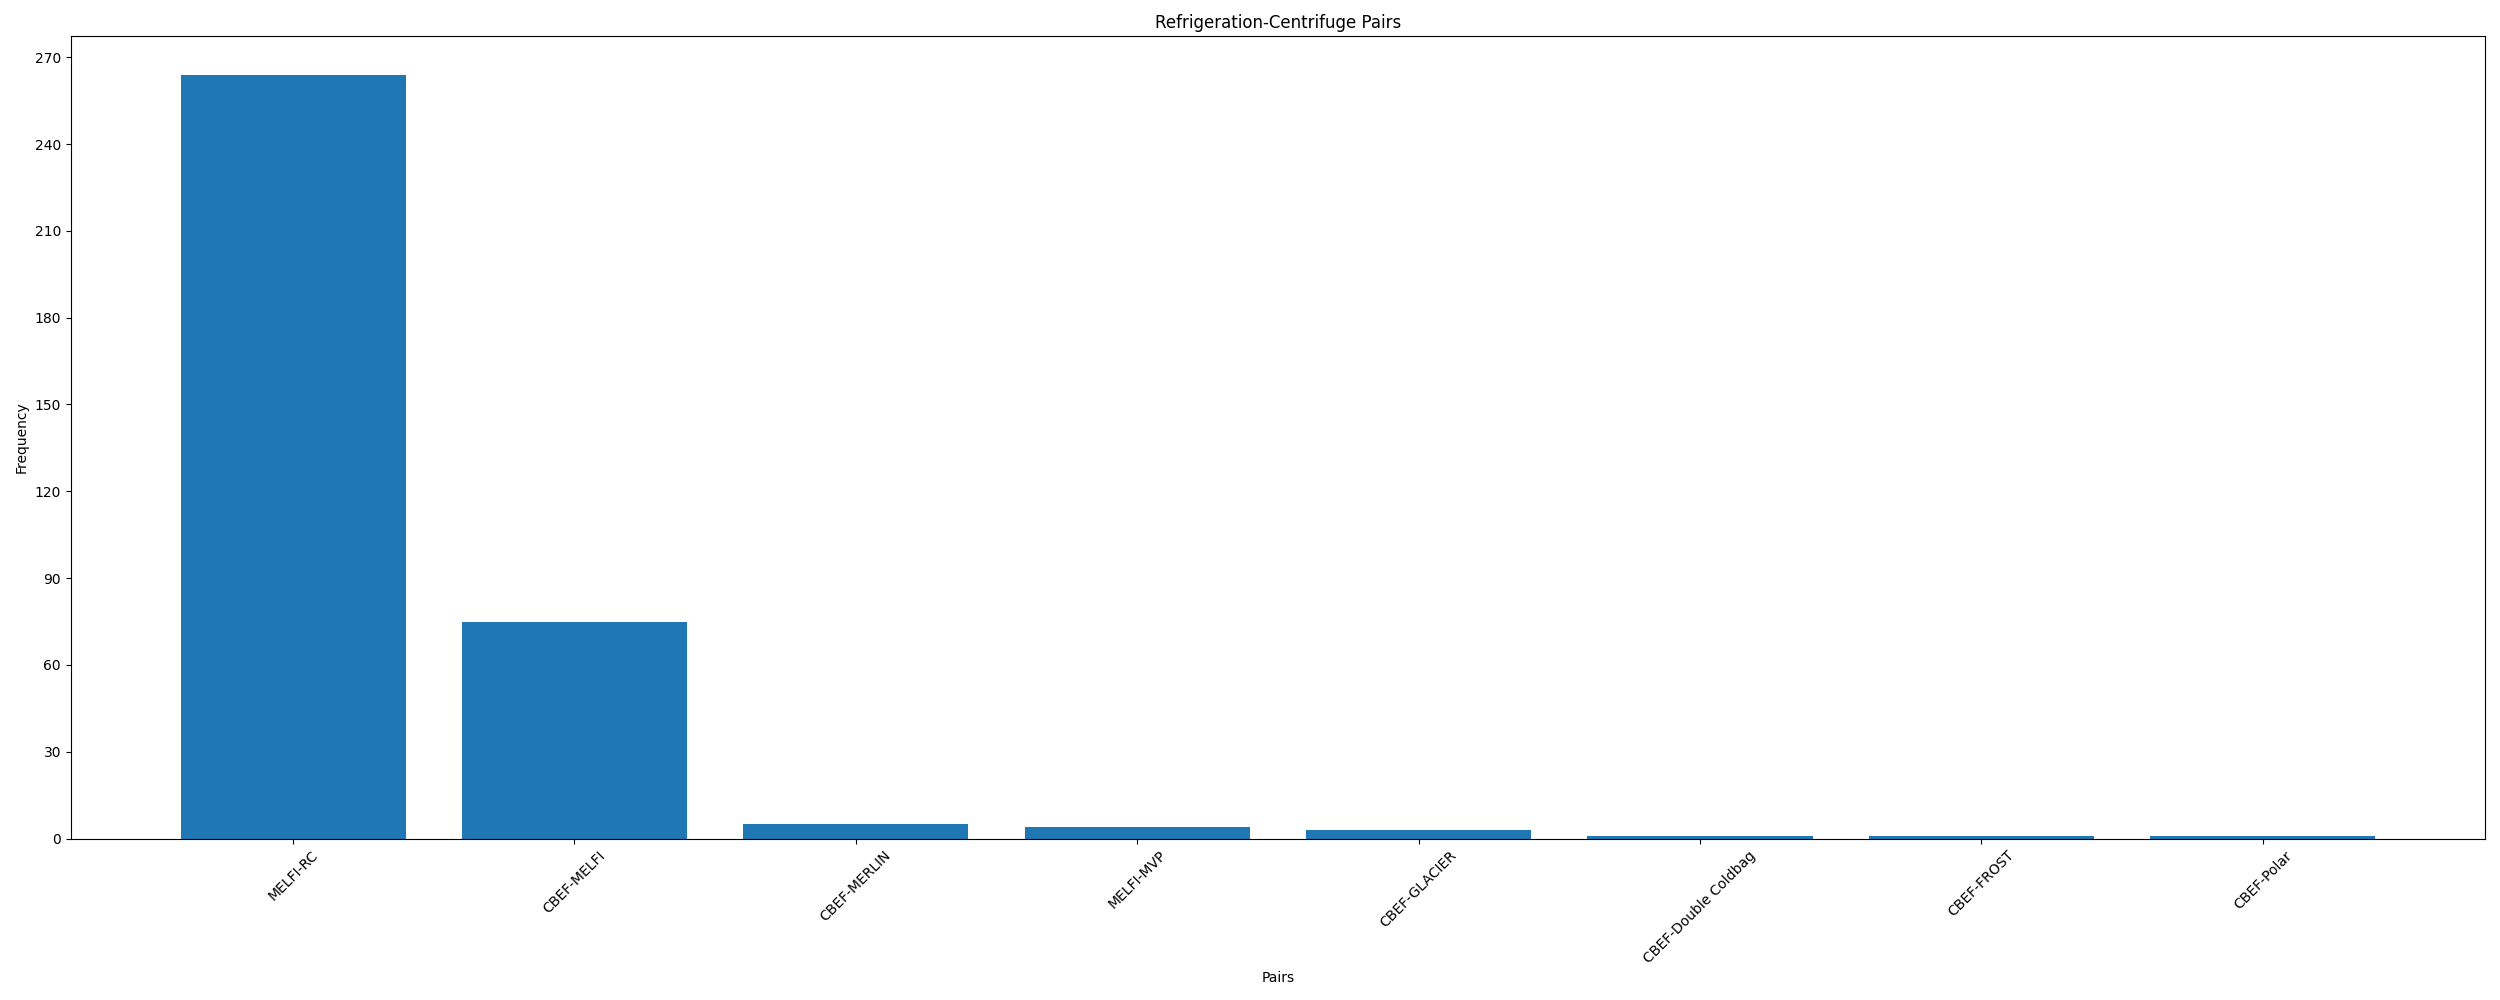 Refrigeration-Centrifuge Pairs
270
240
210
180
150
120
90
60
30
0
Frequency
MELFI-RC
CBEF-MELFI
CBEF-MERLIN
MELFI-MVP
CBEF-GLACIER
CBEF-Double Coldbag
CBEF-FROST
CBEF-Polar
Pairs